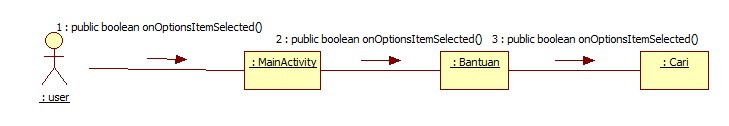 1 : public boolean onOptionsItemSelected()
2 : public boolean onOptionsItemSelected()
3 : public boolean onOptionsItemSelected()
: user
: MainActivity
: Bantuan
: Cari